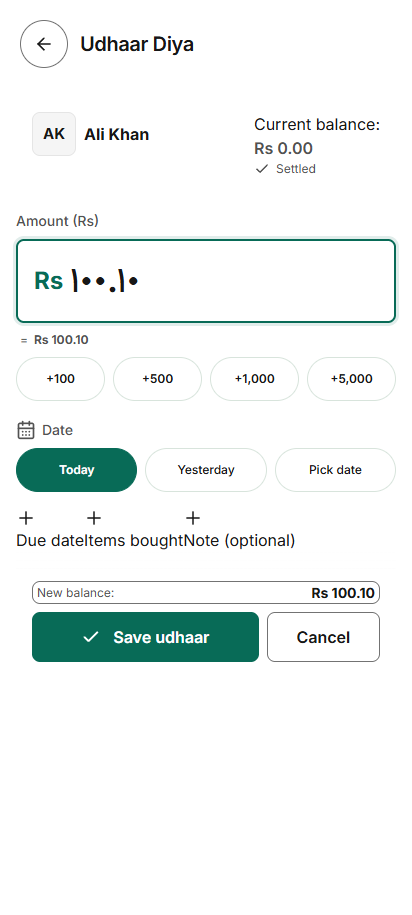 Udhaar Diya
AK
Ali Khan
Current balance:
Rs 0.00
Settled
Amount (Rs)
Rs ۱۰۰.۱۰
= Rs 100.10
+100
+500
+1,000
+5,000
Date
Today
Yesterday
Pick date
Due date
Items bought
Note (optional)
New balance:
Rs 100.10
Save udhaar
Cancel